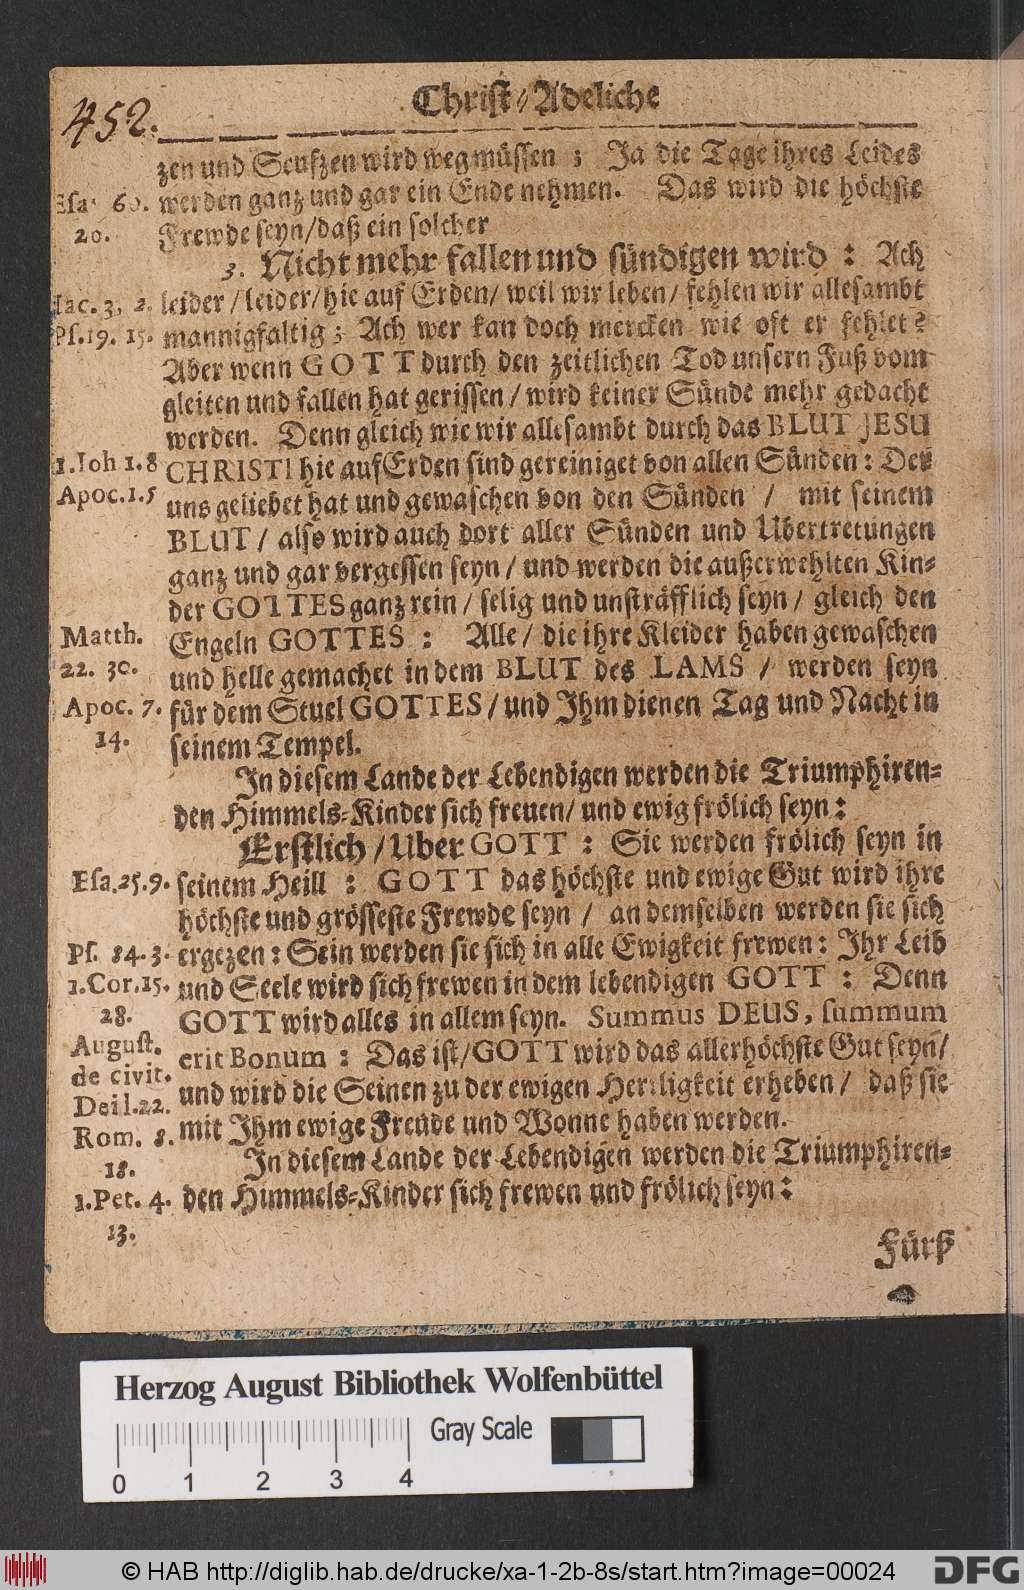 452.
Christ-Adeliche
zen und Seufzen wird weg müssen ; Ja die Tage ihres Leides
Esa. 60. werden ganz und gar ein Ende nehmen. Das wird die höchste
20. Frewde seyn/daß ein solcher
3. Nicht mehr fallen und sündigen wird : Ach
Iac. 3, 2. leider/leider/hie auf Erden/ weil wir leben/ fehlen wir allesambt
Ps. 19. 15. mannigfaltig ; Ach wer kan doch mercken wie oft er fehlet?
Aber wenn GOTT durch den zeitlichen Tod unsern Fuß vom
gleiten und fallen hat gerissen / wird keiner Sünde mehr gedacht
werden. Denn gleich wie wir allesambt durch das BLUT JESU
1. Joh 1. 8 CHRISTI hie auf Erden sind gereiniget von allen Sünden : Der
Apoc. 1. 5 uns geliebet hat und gewaschen von den Sünden / mit seinem
BLUT / also wird auch dort aller Sünden und Ubertretungen
ganz und gar vergessen seyn / und werden die außerwehlten Kin-
der GOTTES ganz rein / selig und unsträfflich seyn / gleich den
Matth. Engeln GOTTES : Alle / die ihre Kleider haben gewaschen
22. 30. und helle gemachet in dem BLUT des LAMS / werden seyn
Apoc. 7. für dem Stuel GOTTES / und Ihm dienen Tag und Nacht in
14. seinem Tempel.
In diesem Lande der Lebendigen werden die Triumphiren-
den Himmels-Kinder sich freuen/ und ewig frölich seyn :
Erstlich / Uber GOTT : Sie werden frölich seyn in
Esa. 25. 9. seinem Heill : GOTT das höchste und ewige Gut wird ihre
höchste und grösseste Frewde seyn / an demselben werden sie sich
Ps. 84. 3. ergezen : Sein werden sie sich in alle Ewigkeit frewen : Ihr Leib
1. Cor. 15. und Seele wird sich frewen in dem lebendigen GOTT : Denn
28. GOTT wird alles in allem seyn. Summus DEUS, summum
August. erit Bonum : Das ist/GOTT wird das allerhöchste Gut seyn/
de civit.
Dei l. 22. und wird die Seinen zu der ewigen Herrligkeit erheben / daß sie
Rom. 8. mit Ihm ewige Freude und Wonne haben werden.
18. In diesem Lande der Lebendigen werden die Triumphiren-
1. Pet. 4. den Himmels-Kinder sich frewen und frölich seyn :
13.
Fürß
Herzog August Bibliothek Wolfenbüttel
Gray Scale
0 1 2 3 4
© HAB http://diglib.hab.de/drucke/xa-1-2b-8s/start.htm?image=00024
DFG